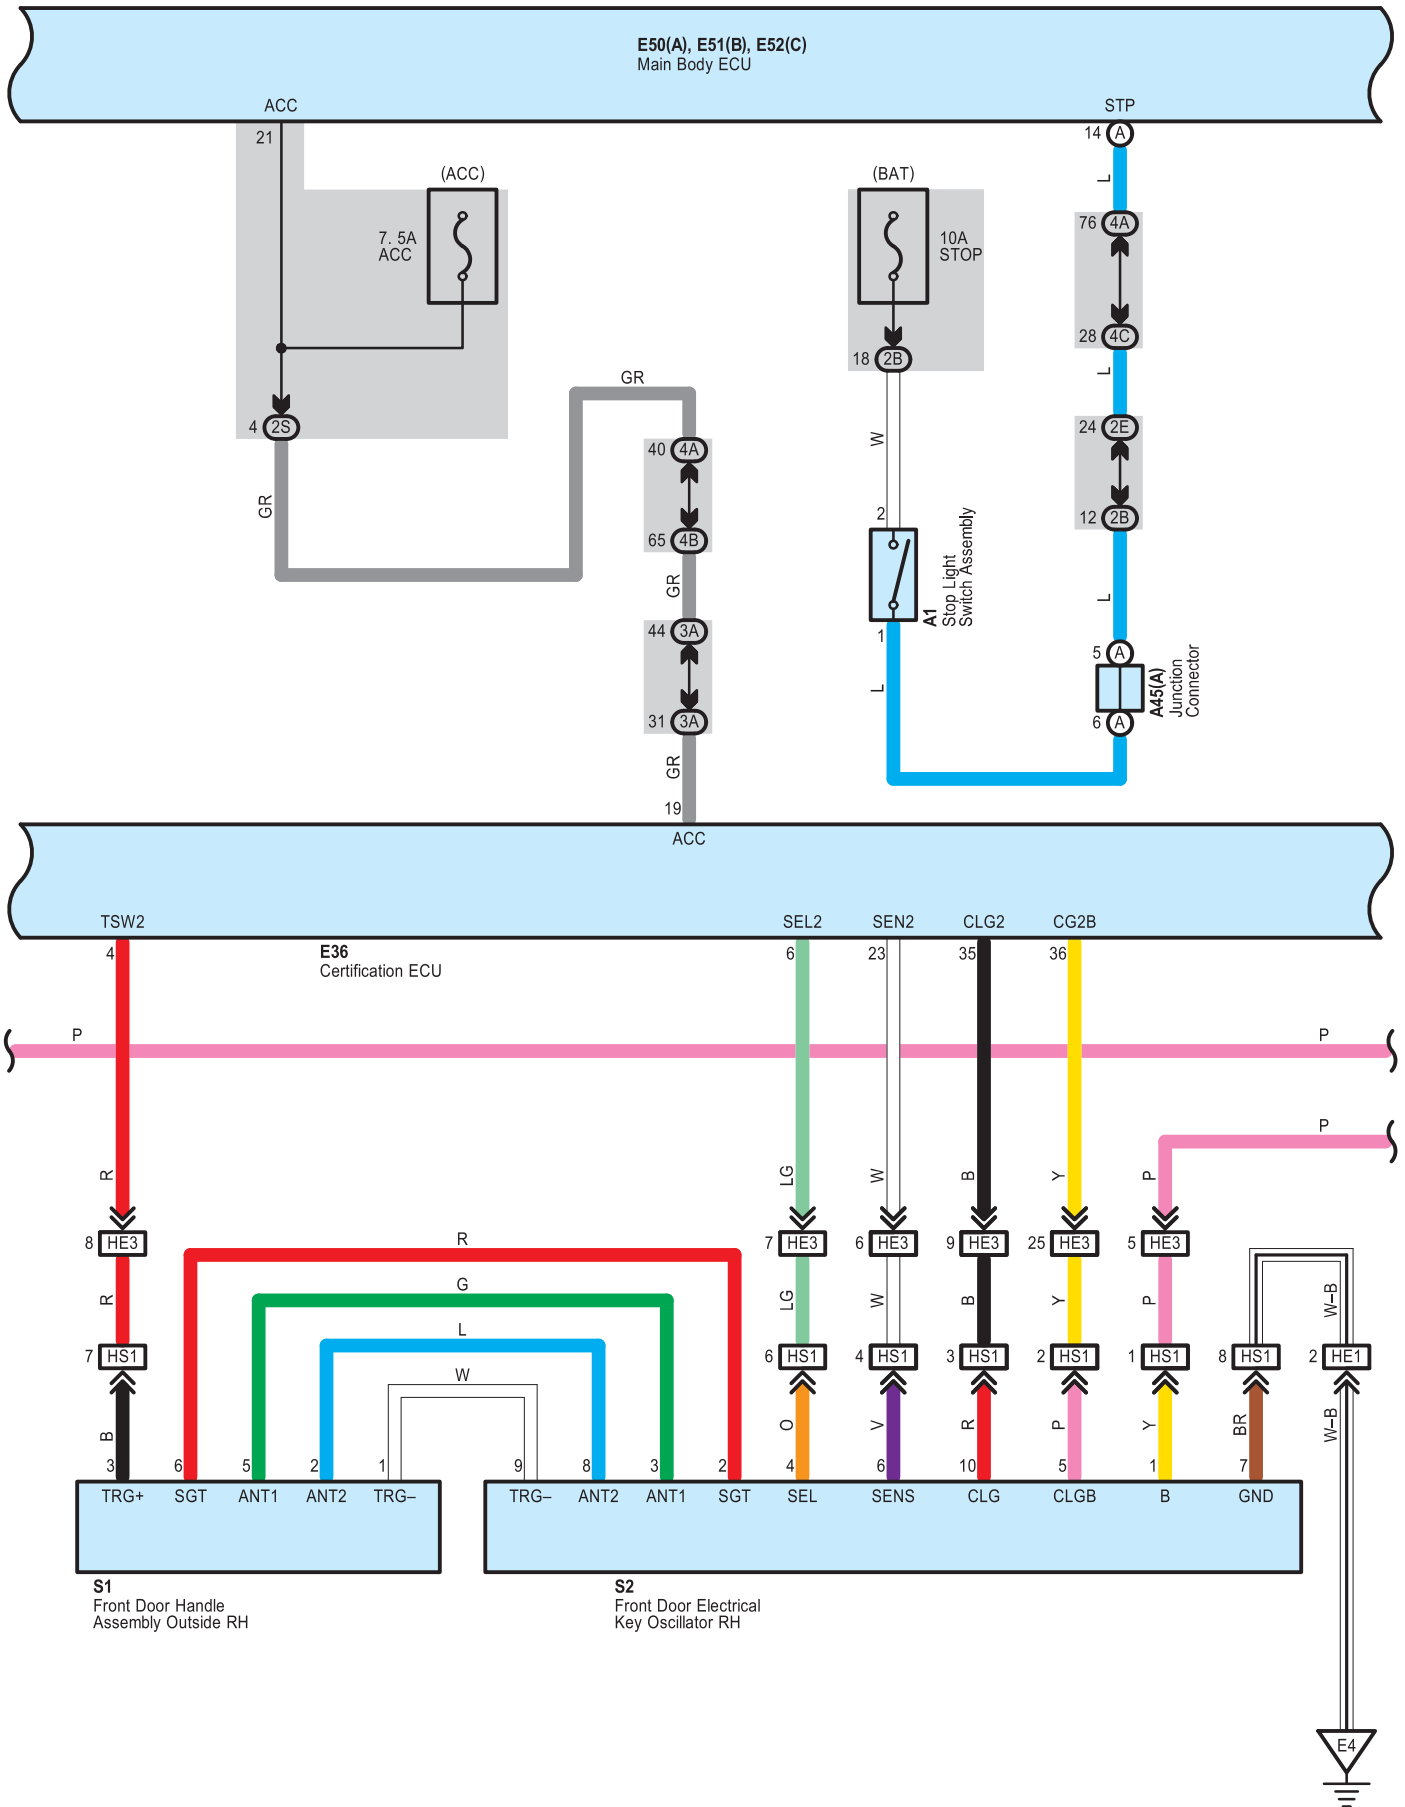 E50(A), E51(B), E52(C)
Main Body ECU
ACC
STP
21
14
A
(ACC)
(BAT)
L
7. 5A
ACC
10A
STOP
76
4A
28
4C
18
2B
L
GR
4
2S
24
2E
W
40
4A
GR
2
12
2B
65
4B
A1
Stop Light
Switch Assembly
GR
L
44
3A
1
5
A
A45(A)
Junction
Connector
L
31
3A
6
A
GR
19
ACC
TSW2
SEL2
SEN2
CLG2
CG2B
4
E36
Certification ECU
6
23
35
36
P
P
P
R
LG
W
B
Y
P
8
HE3
7
HE3
6
HE3
9
HE3
25
HE3
5
HE3
R
G
L
W
R
LG
W
B
Y
P
W–B
7
HS1
6
HS1
4
HS1
3
HS1
2
HS1
1
HS1
8
HS1
2
HE1
B
O
V
R
P
Y
BR
W–B
3
6
5
2
1
9
8
3
2
4
6
10
5
1
7
TRG+
SGT
ANT1
ANT2
TRG–
TRG–
ANT2
ANT1
SGT
SEL
SENS
CLG
CLGB
B
GND
S1
Front Door Handle
Assembly Outside RH
S2
Front Door Electrical
Key Oscillator RH
E4